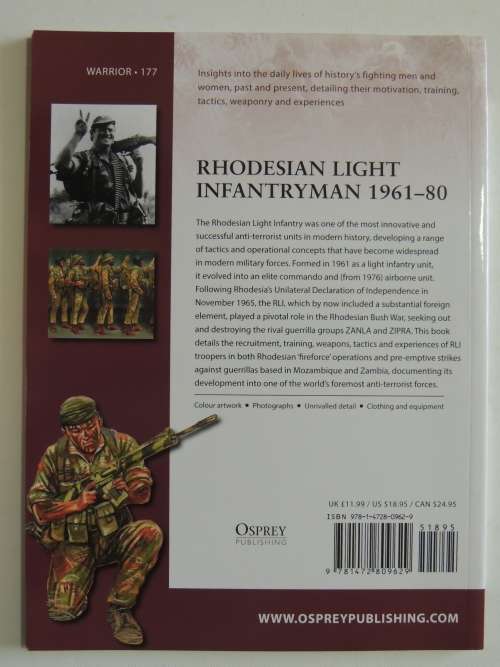 WARRIOR • 177
Insights into the daily lives of history's fighting men and
women, past and present, detailing their motivation, training,
tactics, weaponry and experiences
RHODESIAN LIGHT
INFANTRYMAN 1961–80
The Rhodesian Light Infantry was one of the most innovative and
successful anti-terrorist units in modern history, developing a range
of tactics and operational concepts that have become widespread
in modern military forces. Formed in 1961 as a light infantry unit,
it evolved into an elite commando and (from 1976) airborne unit.
Following Rhodesia's Unilateral Declaration of Independence in
November 1965, the RLI, which by now included a substantial foreign
element, played a pivotal role in the Rhodesian Bush War, seeking out
and destroying the rival guerrilla groups ZANLA and ZIPRA. This book
details the recruitment, training, weapons, tactics and experiences of RLI
troopers in both Rhodesian 'fireforce' operations and pre-emptive strikes
against guerrillas based in Mozambique and Zambia, documenting its
development into one of the world's foremost anti-terrorist forces.
Colour artwork • Photographs • Unrivalled detail • Clothing and equipment
UK £11.99 / US $18.95 / CAN $24.95
ISBN 978-1-4728-0962-9
51895
OSPREY
PUBLISHING
9 781472 809629
WWW.OSPREYPUBLISHING.COM